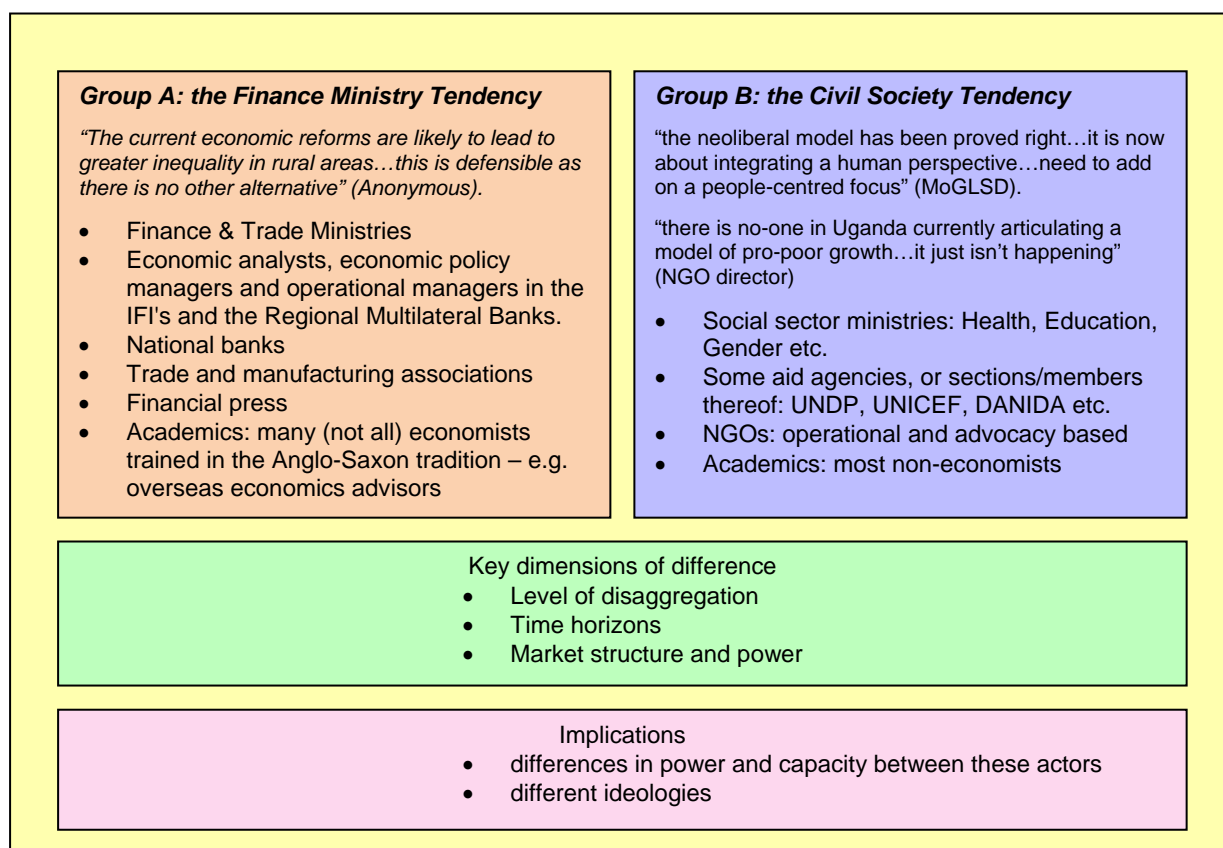 Group A: the Finance Ministry Tendency
“The current economic reforms are likely to lead to
greater inequality in rural areas…this is defensible as
there is no other alternative” (Anonymous).
• Finance & Trade Ministries
• Economic analysts, economic policy
managers and operational managers in the
IFI's and the Regional Multilateral Banks.
• National banks
• Trade and manufacturing associations
• Financial press
• Academics: many (not all) economists
trained in the Anglo-Saxon tradition – e.g.
overseas economics advisors
Group B: the Civil Society Tendency
“the neoliberal model has been proved right…it is now
about integrating a human perspective…need to add
on a people-centred focus” (MoGLSD).
“there is no-one in Uganda currently articulating a
model of pro-poor growth…it just isn’t happening”
(NGO director)
• Social sector ministries: Health, Education,
Gender etc.
• Some aid agencies, or sections/members
thereof: UNDP, UNICEF, DANIDA etc.
• NGOs: operational and advocacy based
• Academics: most non-economists
Key dimensions of difference
• Level of disaggregation
• Time horizons
• Market structure and power
Implications
• differences in power and capacity between these actors
• different ideologies